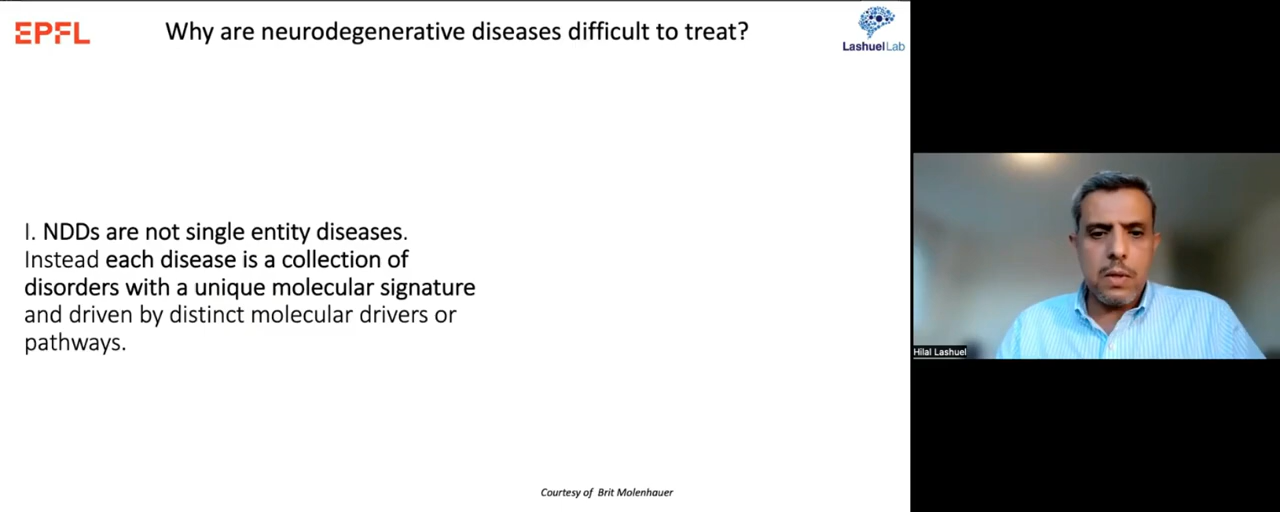 EPFL
Why are neurodegenerative diseases difficult to treat?
LashuelLab
I. NDDs are not single entity diseases.
Instead each disease is a collection of
disorders with a unique molecular signature
and driven by distinct molecular drivers or
pathways.
Hilal Lashuel
Courtesy of Brit Molenhauer